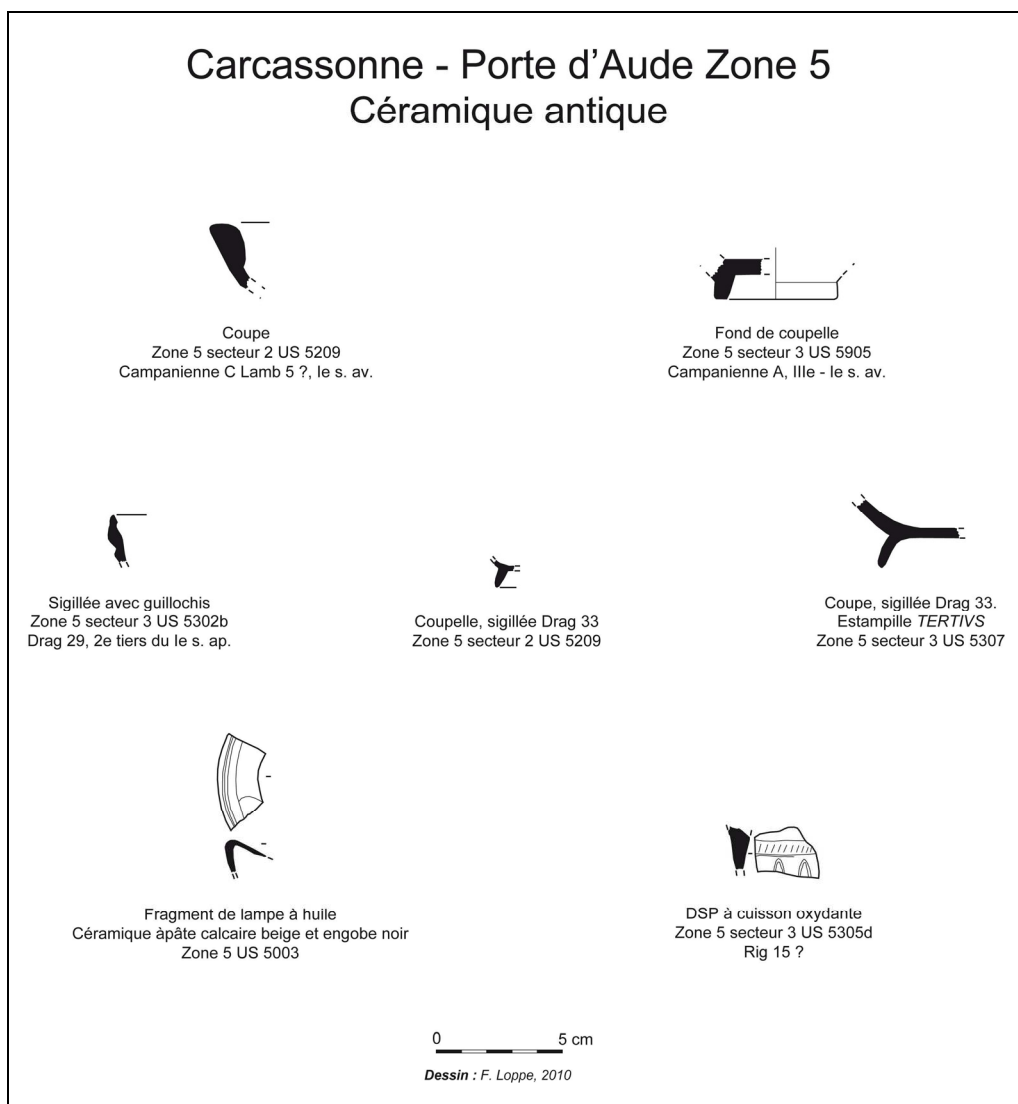 Carcassonne - Porte d'Aude Zone 5
Céramique antique
Coupe
Zone 5 secteur 2 US 5209
Campanienne C Lamb 5 ?, Ie s. av.
Fond de coupelle
Zone 5 secteur 3 US 5905
Campanienne A, IIIe - Ie s. av.
Sigillée avec guillochis
Zone 5 secteur 3 US 5302b
Drag 29, 2e tiers du Ie s. ap.
Coupelle, sigillée Drag 33
Zone 5 secteur 2 US 5209
Coupe, sigillée Drag 33.
Estampille TERTIVS
Zone 5 secteur 3 US 5307
Fragment de lampe à huile
Céramique àpâte calcaire beige et engobe noir
Zone 5 US 5003
DSP à cuisson oxydante
Zone 5 secteur 3 US 5305d
Rig 15 ?
0 5 cm
Dessin : F. Loppe, 2010